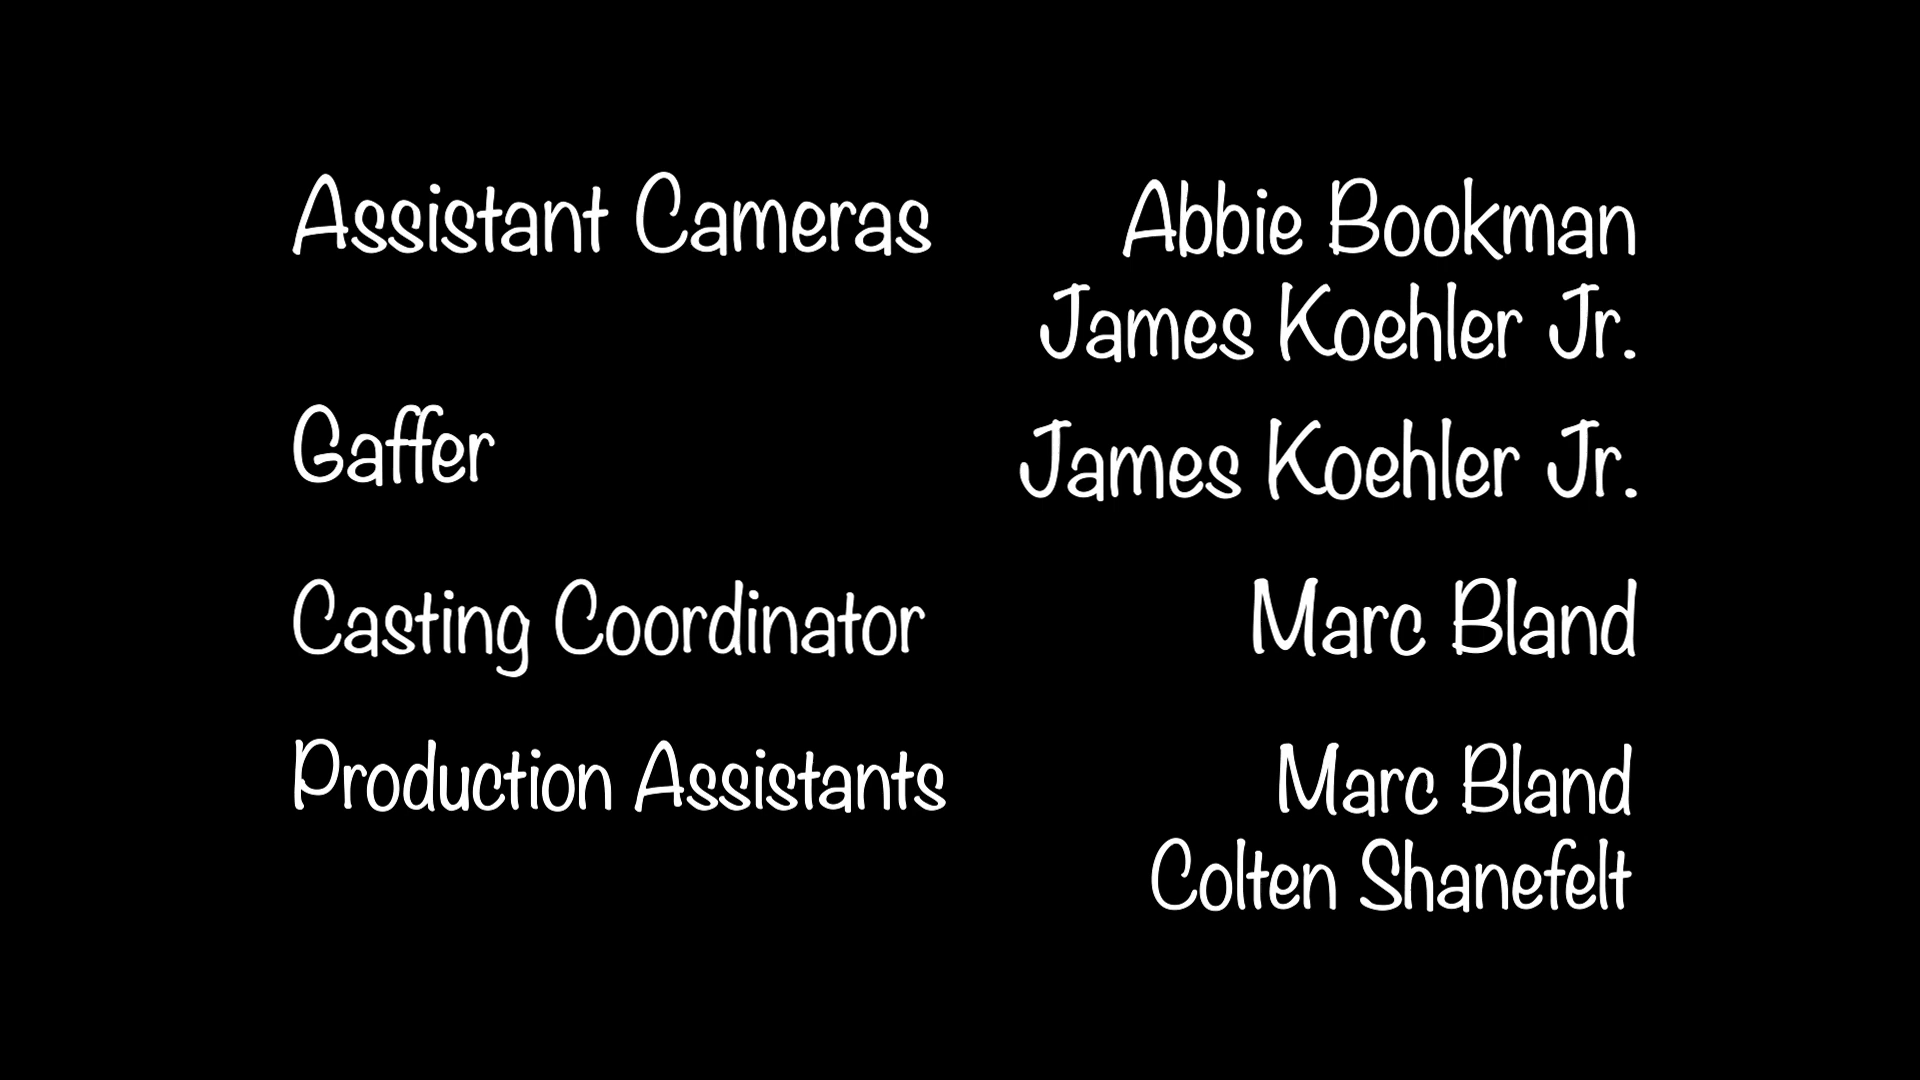 Assistant Cameras Abbie Bookman
James Koehler Jr.
Gaffer James Koehler Jr.
Casting Coordinator Marc Bland
Production Assistants Marc Bland
Colten Shanefelt